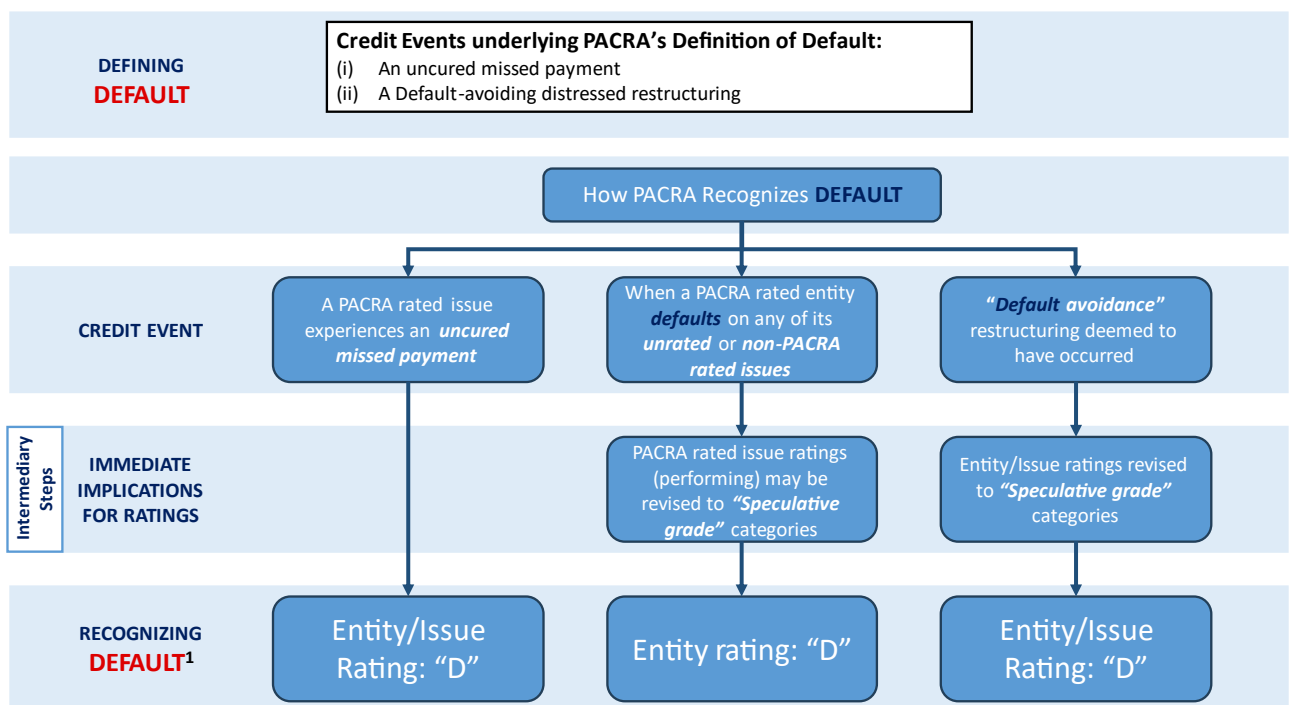 DEFINING
DEFAULT
Credit Events underlying PACRA's Definition of Default:
(i) An uncured missed payment
(ii) A Default-avoiding distressed restructuring
How PACRA Recognizes DEFAULT
CREDIT EVENT
A PACRA rated issue
experiences an uncured
missed payment
When a PACRA rated entity
defaults on any of its
unrated or non-PACRA
rated issues
“Default avoidance”
restructuring deemed to
have occurred
Intermediary
Steps
IMMEDIATE
IMPLICATIONS
FOR RATINGS
PACRA rated issue ratings
(performing) may be
revised to “Speculative
grade” categories
Entity/Issue ratings revised
to “Speculative grade”
categories
RECOGNIZING
DEFAULT1
Entity/Issue
Rating: “D”
Entity rating: “D”
Entity/Issue
Rating: “D”